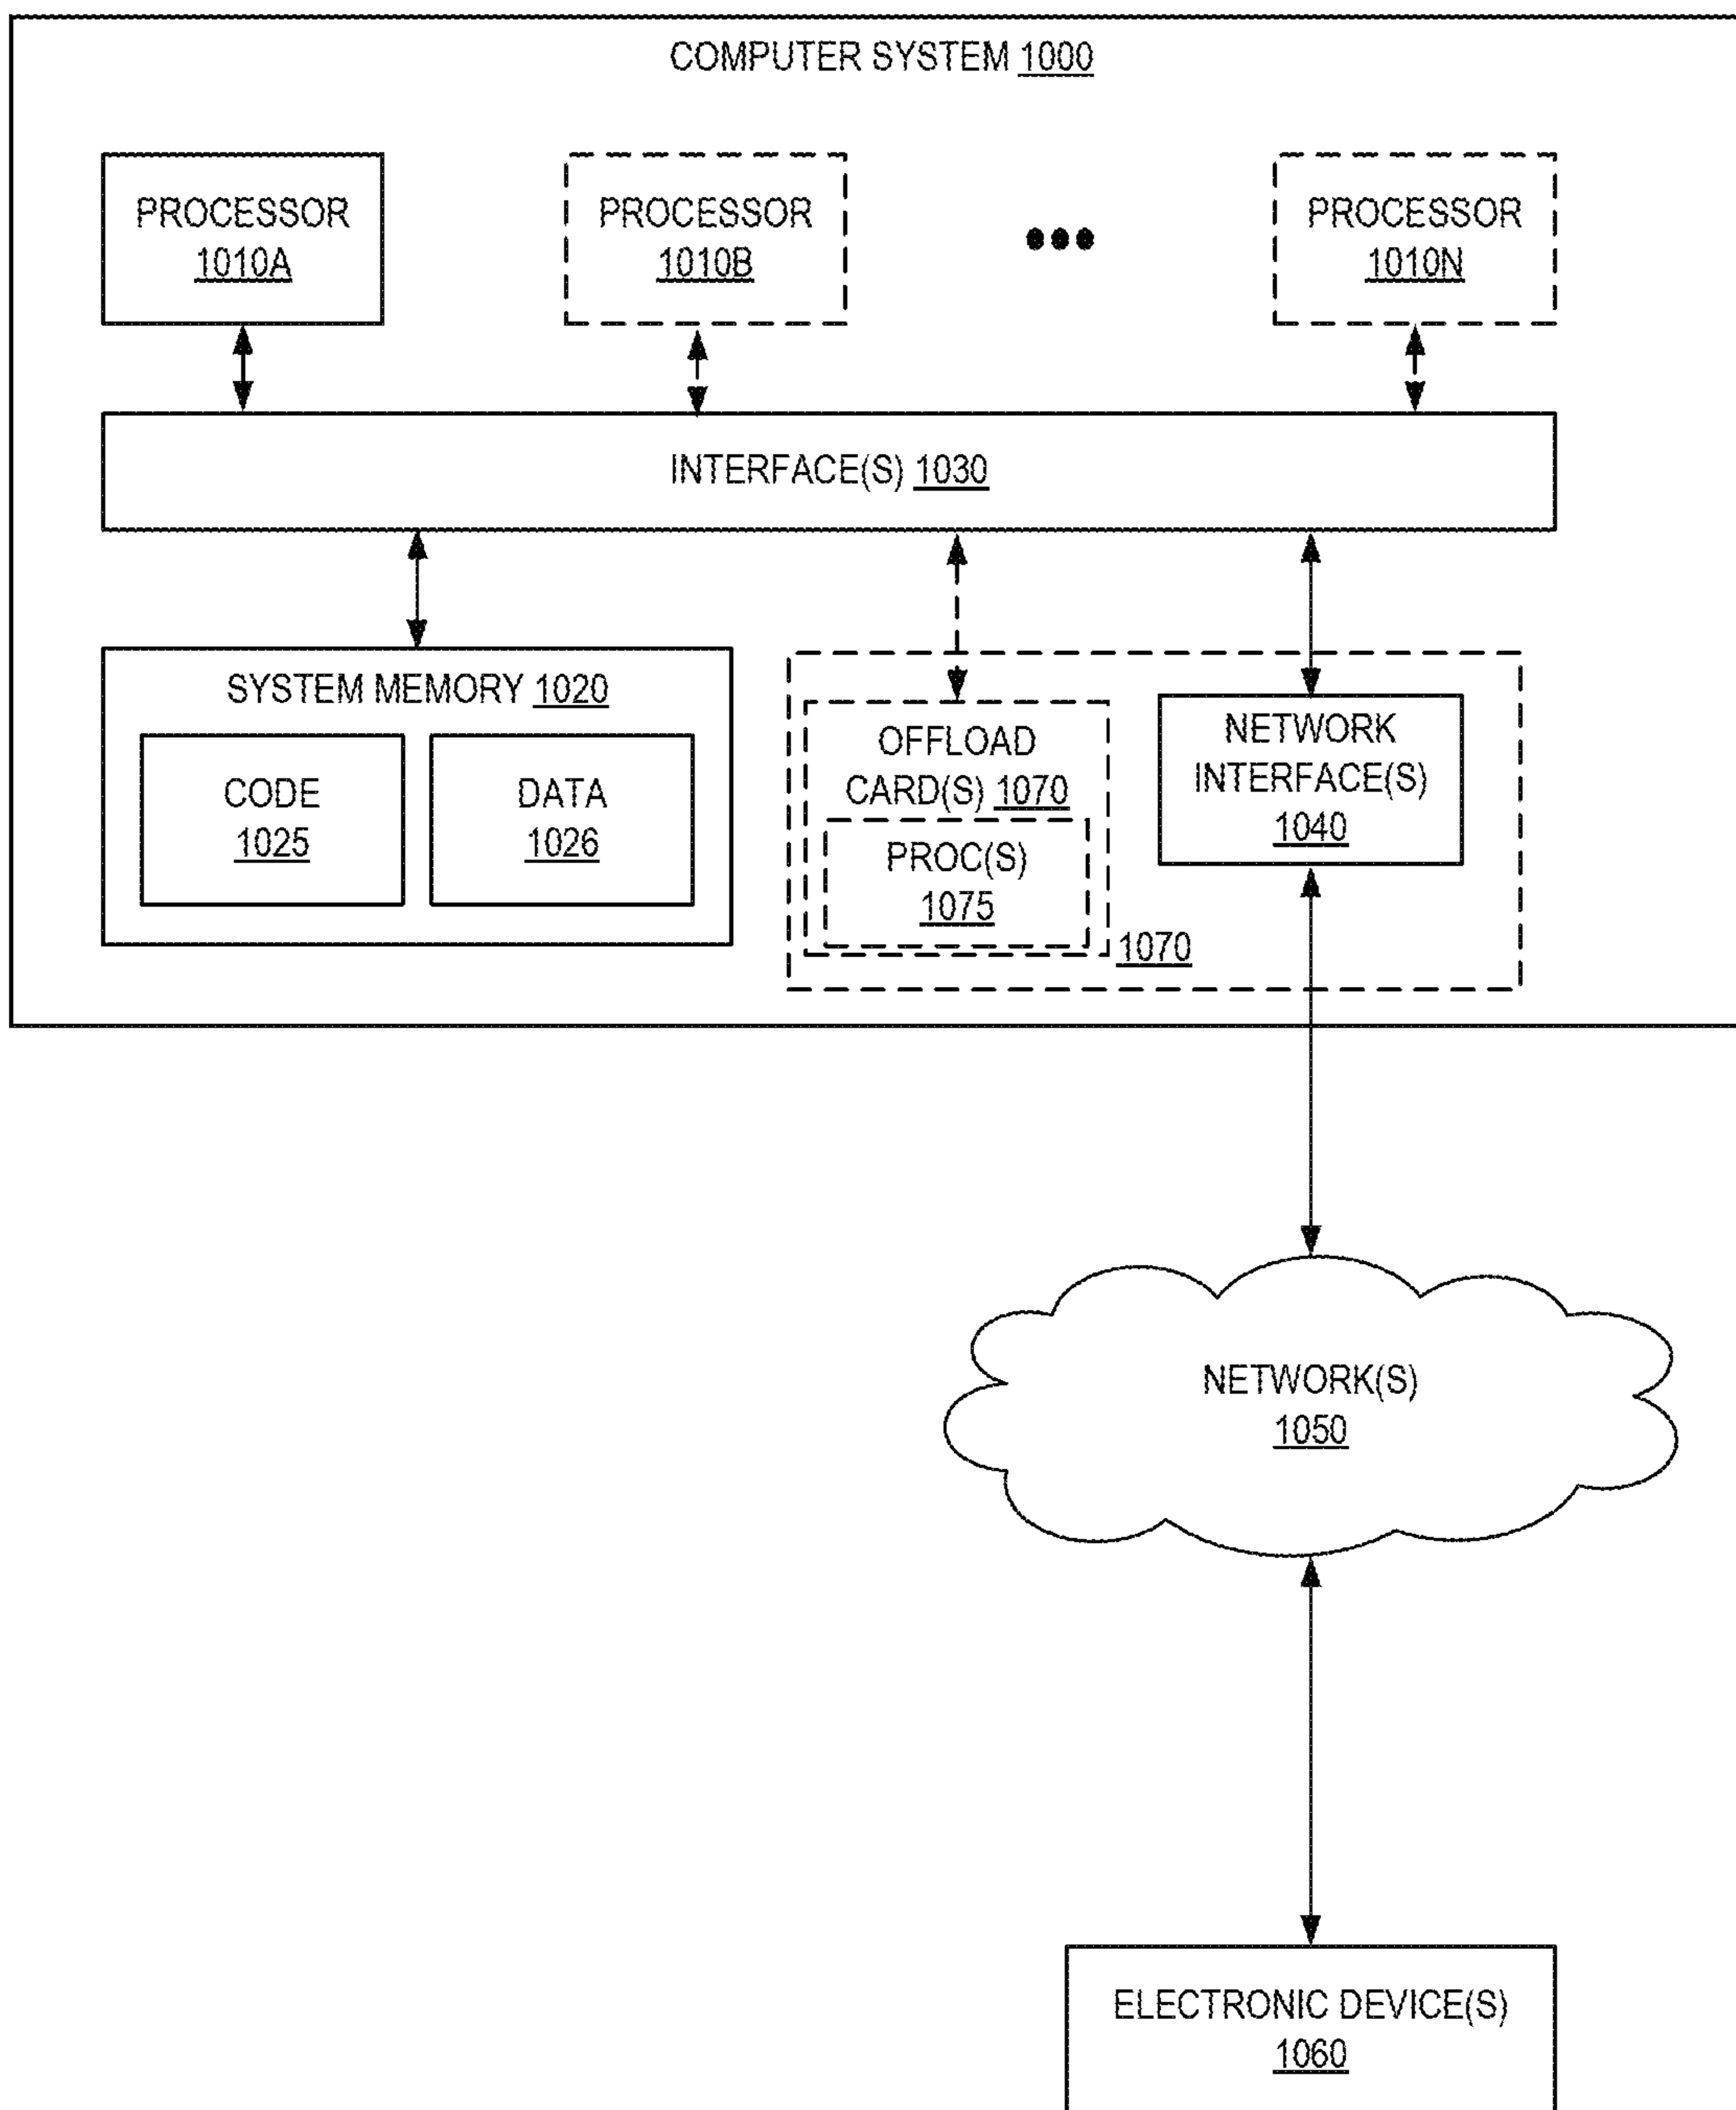 COMPUTER SYSTEM 1000
PROCESSOR
1010A
PROCESSOR
1010B
•••
PROCESSOR
1010N
INTERFACE(S) 1030
SYSTEM MEMORY 1020
CODE
1025
DATA
1026
OFFLOAD
CARD(S) 1070
PROC(S)
1075
1070
NETWORK
INTERFACE(S)
1040
NETWORK(S)
1050
ELECTRONIC DEVICE(S)
1060